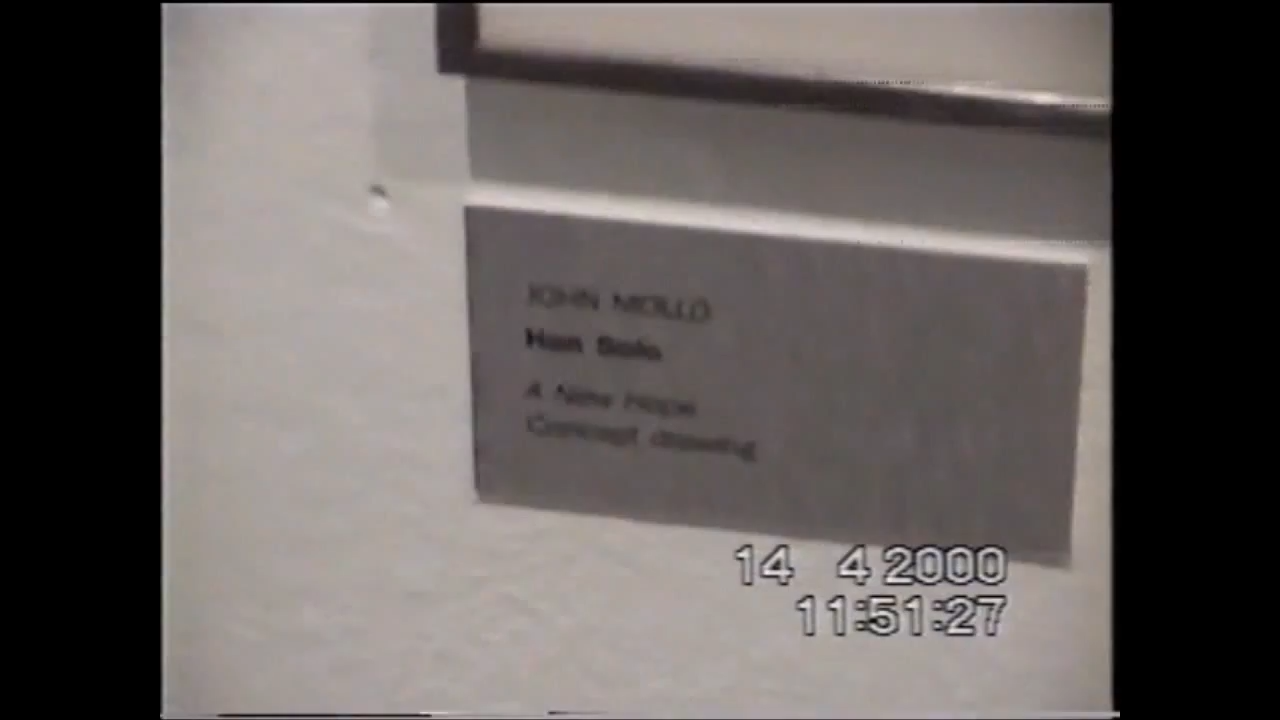 JOHN MOLLO
Han Solo
A New Hope
Concept drawing
14 4 2000
11:51:27